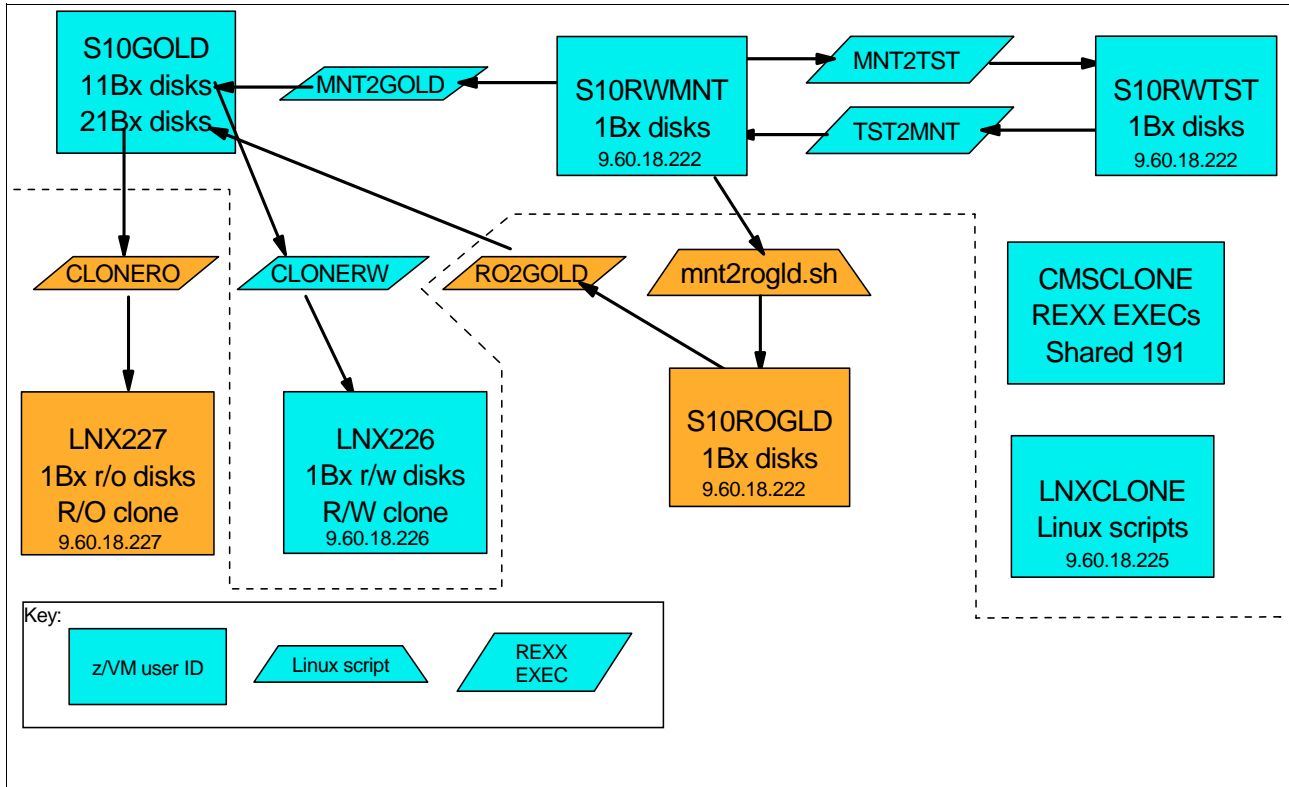 S10GOLD
11Bx disks
21Bx disks
MNT2GOLD
S10RWMNT
1Bx disks
9.60.18.222
MNT2TST
TST2MNT
S10RWTST
1Bx disks
9.60.18.222
CLONERO
CLONERW
RO2GOLD
mnt2rogld.sh
CMSCLONE
REXX EXECs
Shared 191
LNX227
1Bx r/o disks
R/O clone
9.60.18.227
LNX226
1Bx r/w disks
R/W clone
9.60.18.226
S10ROGLD
1Bx disks
9.60.18.222
LNXCLONE
Linux scripts
9.60.18.225
Key:
z/VM user ID
Linux script
REXX
EXEC